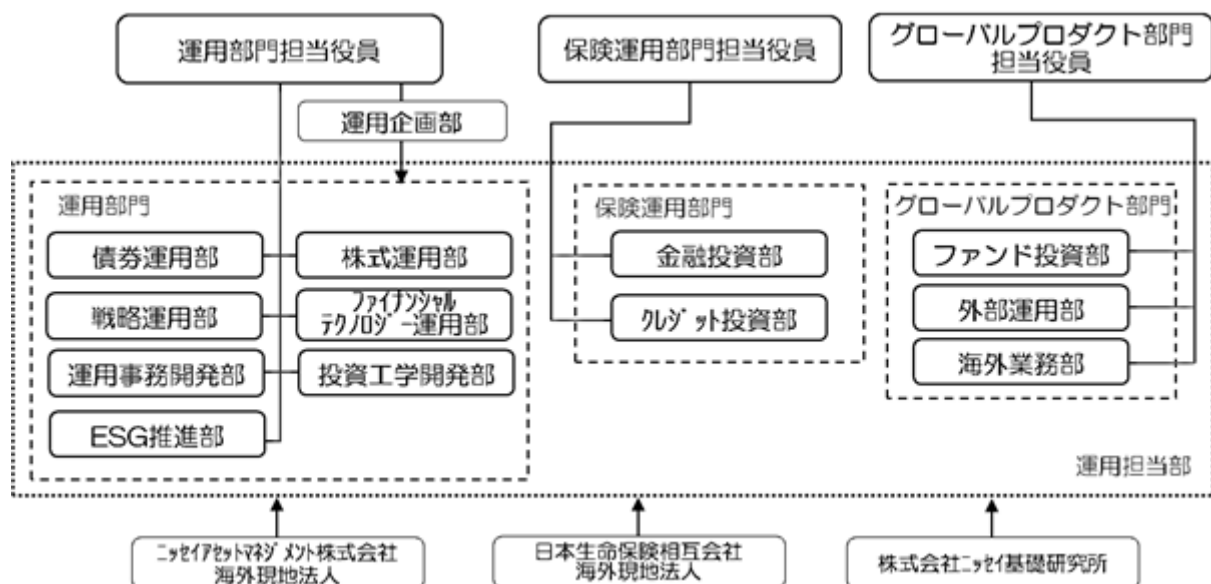 運用部門担当役員
保険運用部門担当役員
グローバルプロダクト部門
担当役員
運用企画部
運用部門
債券運用部
株式運用部
戦略運用部
ファイナンシャル
テクノロジー運用部
運用事務開発部
投資工学開発部
ESG推進部
保険運用部門
金融投資部
クレジット投資部
グローバルプロダクト部門
ファンド投資部
外部運用部
海外業務部
運用担当部
ニッセイアセットマネジメント株式会社
海外現地法人
日本生命保険相互会社
海外現地法人
株式会社ニッセイ基礎研究所